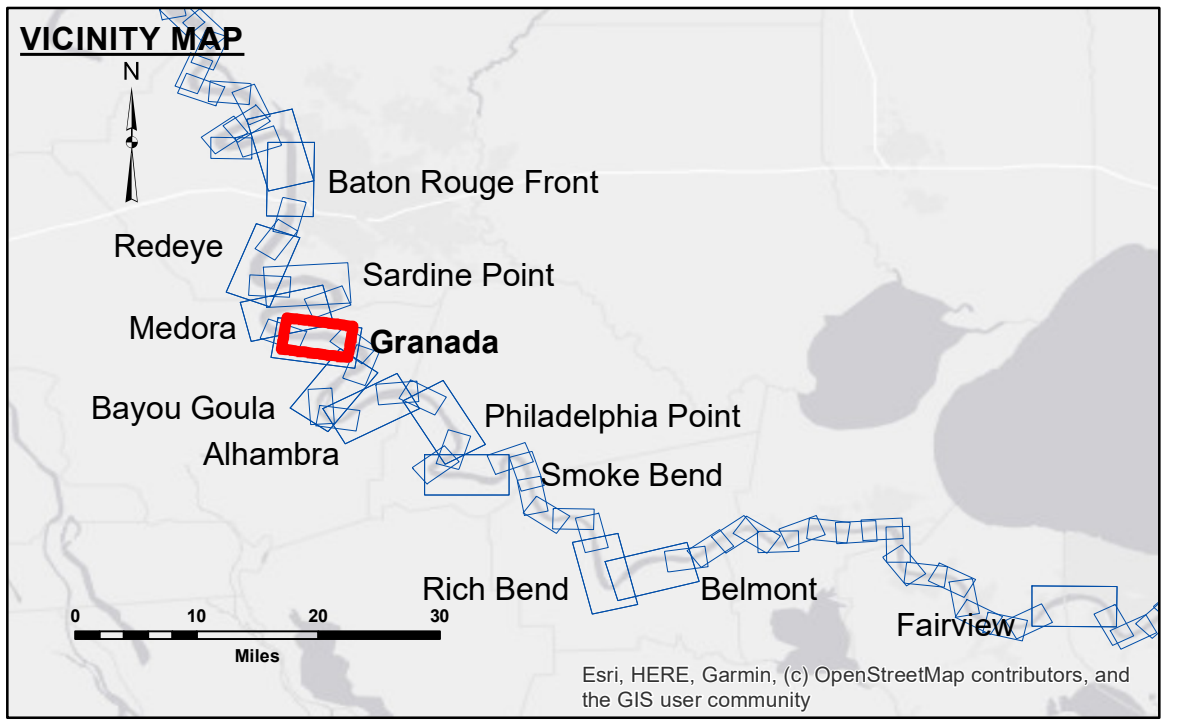 VICINITY MAP
N
Baton Rouge Front
Redeye
Sardine Point
Medora
Granada
Bayou Goula
Philadelphia Point
Alhambra
Smoke Bend
Rich Bend
Belmont
Fairview
0 10 20 30
Miles
Esri, HERE, Garmin, (c) OpenStreetMap contributors, and
the GIS user community